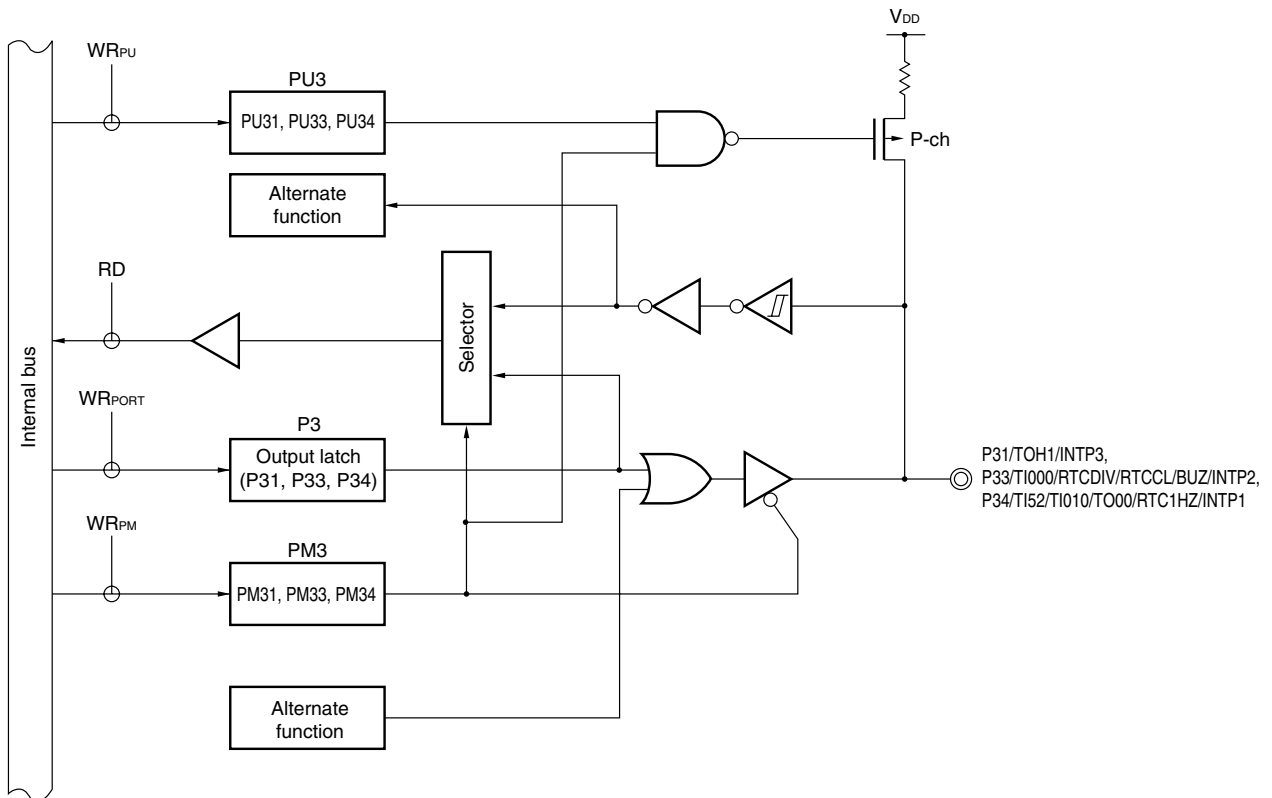 VDD
WRPU
PU3
PU31, PU33, PU34
P-ch
Alternate
function
RD
Selector
Internal bus
WRPORT
P3
Output latch
(P31, P33, P34)
P31/TOH1/INTP3,
P33/TI000/RTCDIV/RTCCL/BUZ/INTP2,
P34/TI52/TI010/TO00/RTC1HZ/INTP1
WRPM
PM3
PM31, PM33, PM34
Alternate
function